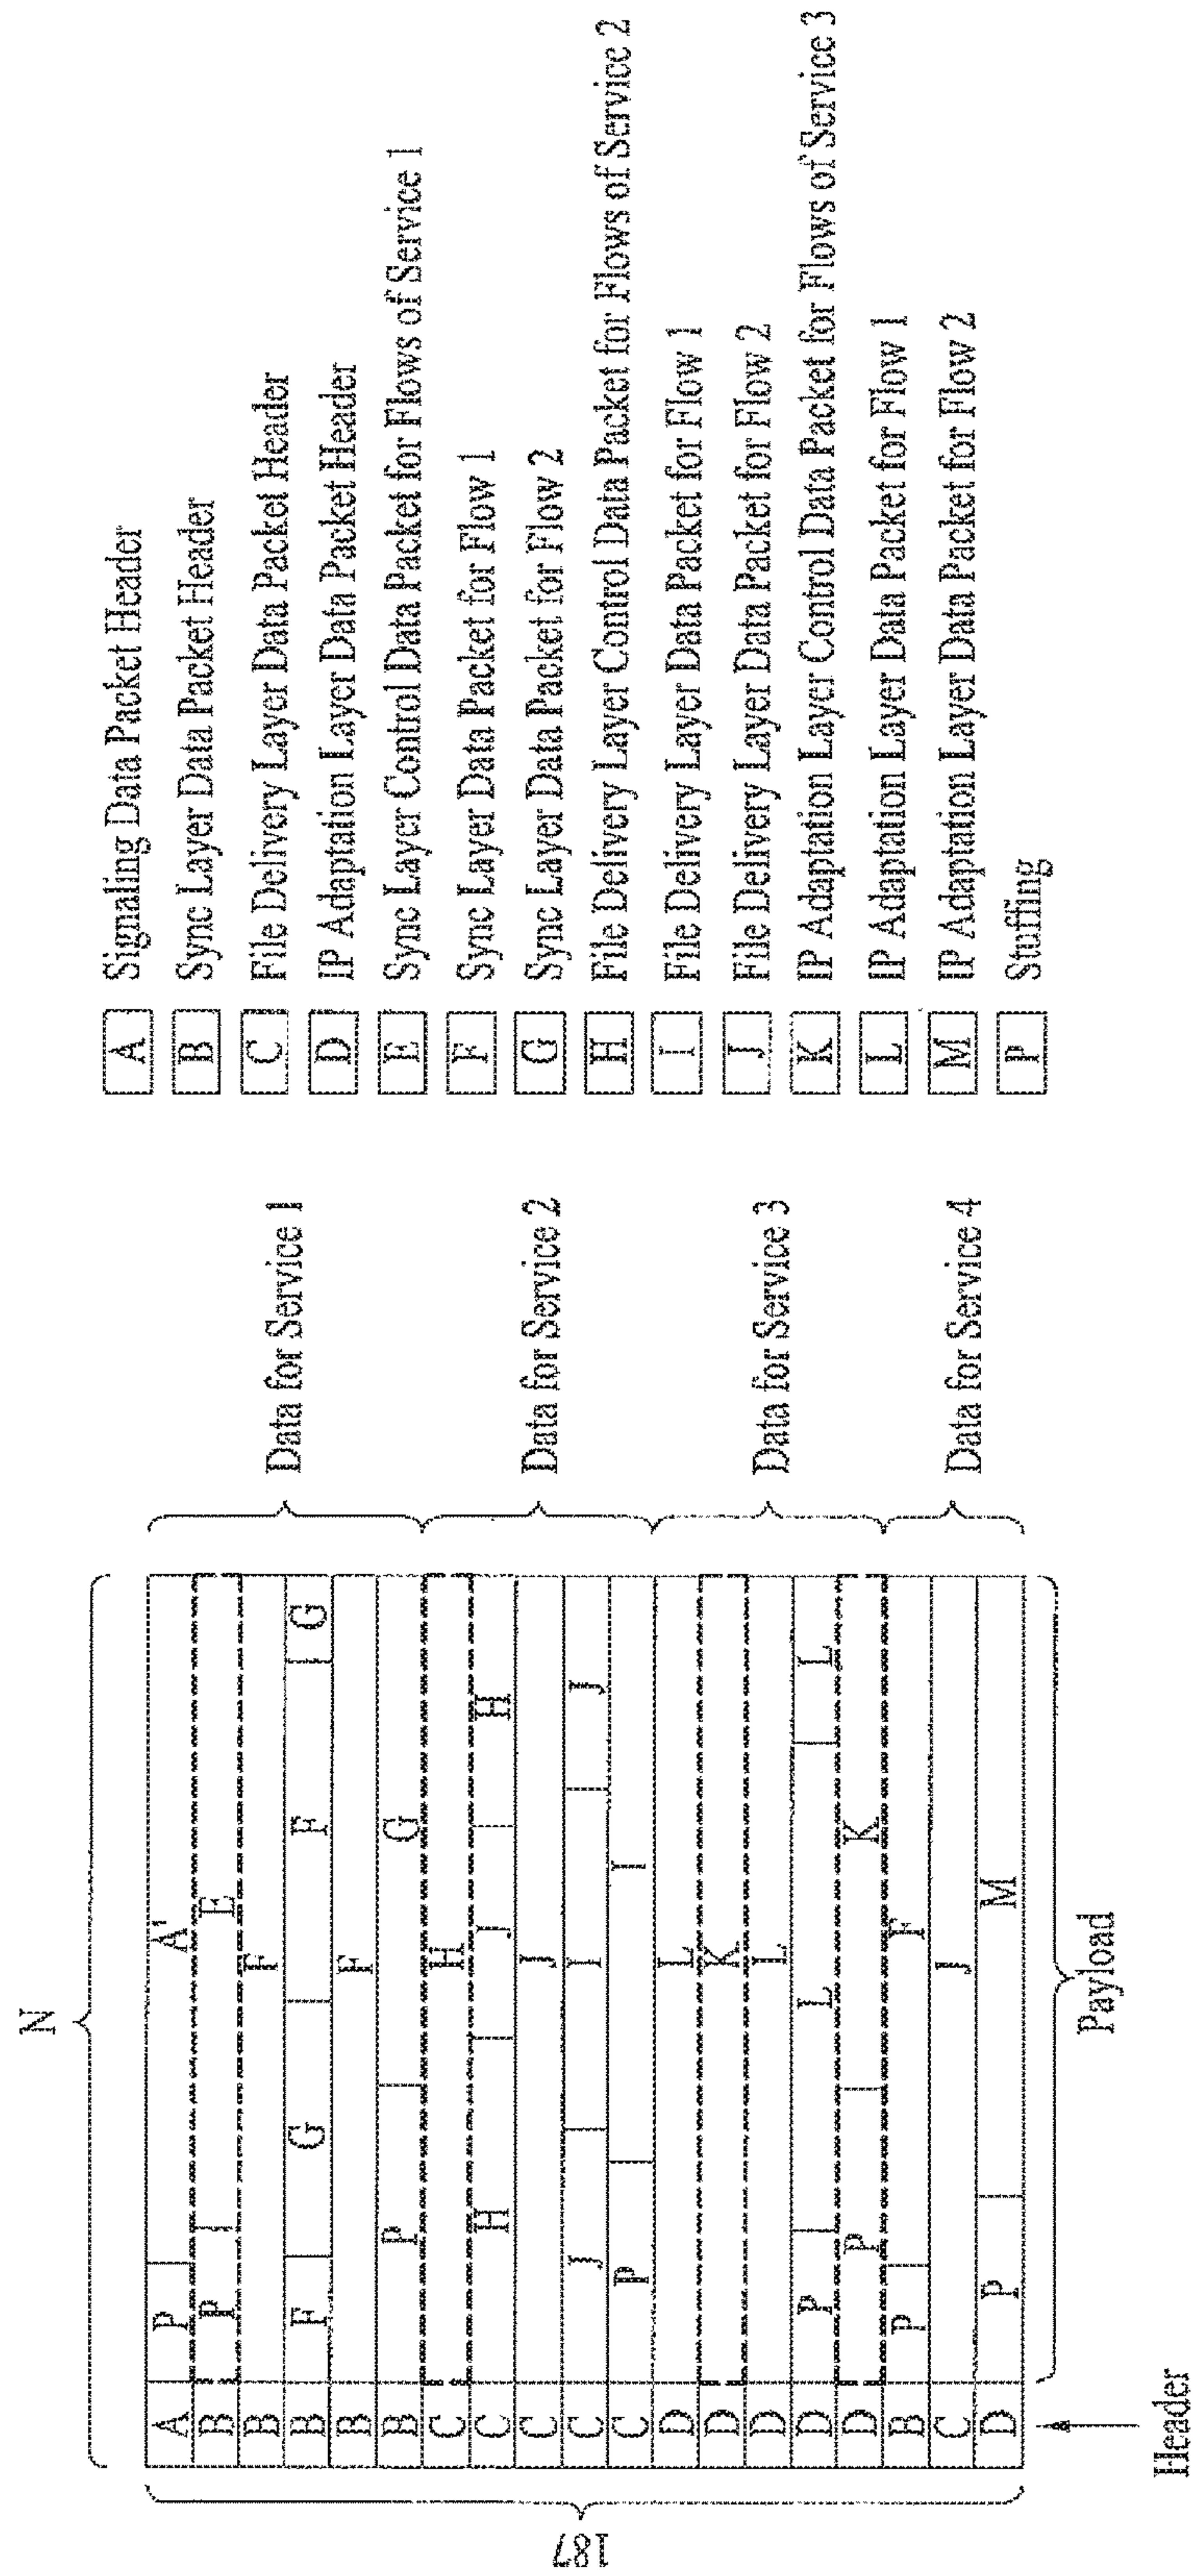 N
187
A P A'
B P E
B F
B F G F G
B F
B P G
C H
C H J H
C J
C J I J
C P I
D L
D K
D L
D P L L
D P K
B P F
C J
D P M
Header
Payload
Data for Service 1
Data for Service 2
Data for Service 3
Data for Service 4
A Signaling Data Packet Header
B Sync Layer Data Packet Header
C File Delivery Layer Data Packet Header
D IP Adaptation Layer Data Packet Header
E Sync Layer Control Data Packet for Flows of Service 1
F Sync Layer Data Packet for Flow 1
G Sync Layer Data Packet for Flow 2
H File Delivery Layer Control Data Packet for Flows of Service 2
I File Delivery Layer Data Packet for Flow 1
J File Delivery Layer Data Packet for Flow 2
K IP Adaptation Layer Control Data Packet for Flows of Service 3
L IP Adaptation Layer Data Packet for Flow 1
M IP Adaptation Layer Data Packet for Flow 2
P Stuffing